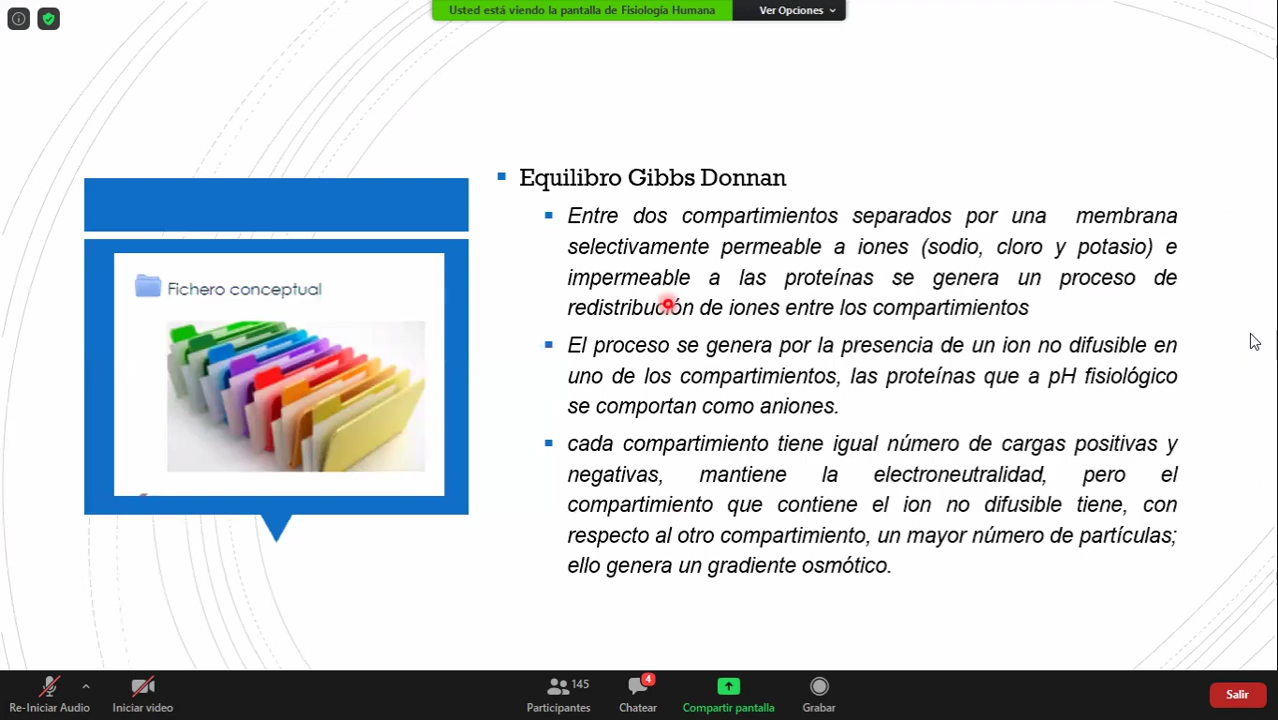 Usted está viendo la pantalla de Fisiología Humana
Ver Opciones
Equilibro Gibbs Donnan
Entre dos compartimientos separados por una membrana
selectivamente permeable a iones (sodio, cloro y potasio) e
impermeable a las proteínas se genera un proceso de
redistribución de iones entre los compartimientos
El proceso se genera por la presencia de un ion no difusible en
uno de los compartimientos, las proteínas que a pH fisiológico
se comportan como aniones.
cada compartimiento tiene igual número de cargas positivas y
negativas, mantiene la electroneutralidad, pero el
compartimiento que contiene el ion no difusible tiene, con
respecto al otro compartimiento, un mayor número de partículas;
ello genera un gradiente osmótico.
Fichero conceptual
Re-Iniciar Audio
Iniciar video
145
Participantes
4
Chatear
Compartir pantalla
Grabar
Salir